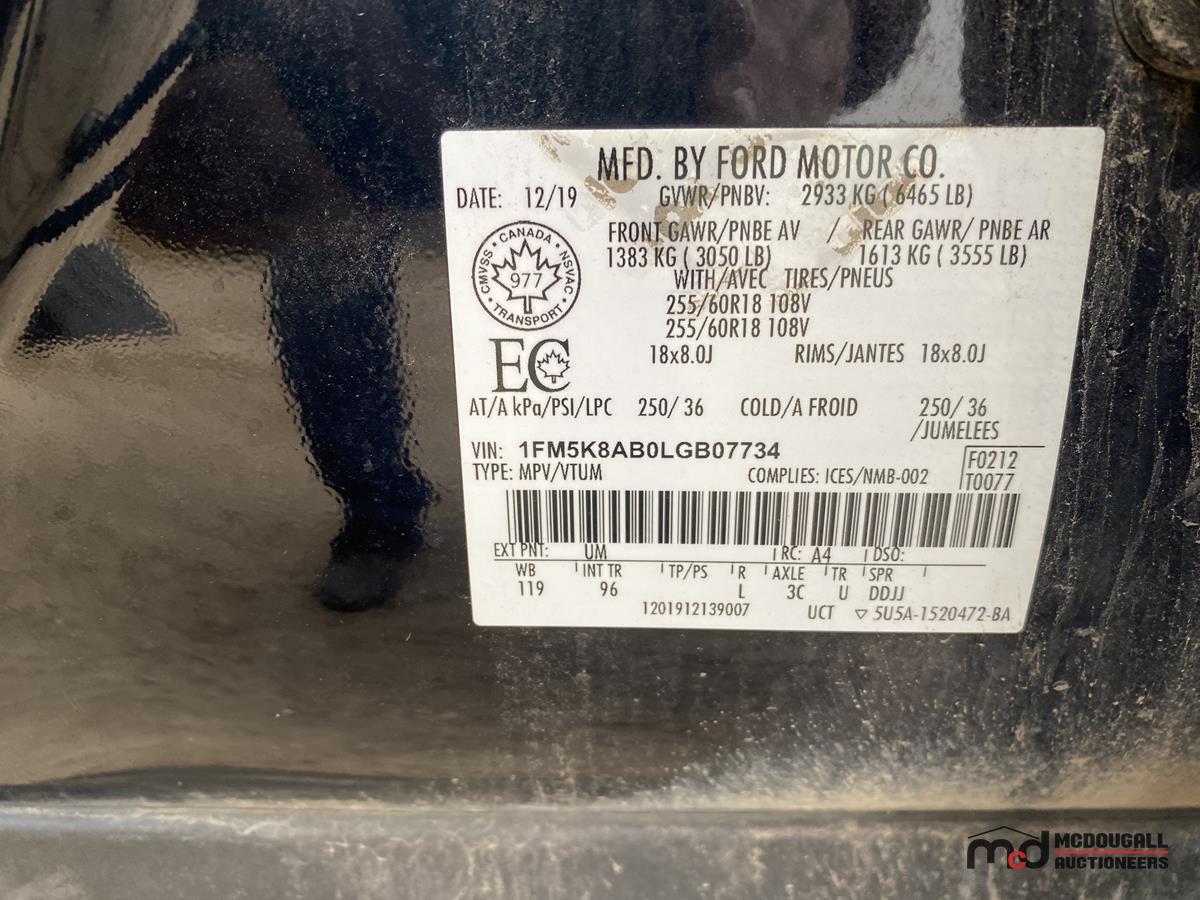 MFD. BY FORD MOTOR CO.
DATE: 12/19 GVWR/PNBV: 2933 KG ( 6465 LB)
FRONT GAWR/PNBE AV / REAR GAWR/ PNBE AR
1383 KG ( 3050 LB) 1613 KG ( 3555 LB)
WITH/AVEC TIRES/PNEUS
255/60R18 108V
255/60R18 108V
18x8.0J RIMS/JANTES 18x8.0J
CANADA
CMVSS 977 NSVAC
TRANSPORT
EC
AT/A kPa/PSI/LPC 250/ 36 COLD/A FROID 250/ 36
/JUMELEES
VIN: 1FM5K8AB0LGB07734
TYPE: MPV/VTUM COMPLIES: ICES/NMB-002
F0212
T0077
EXT PNT: UM RC: A4 DSO:
WB INT TR TP/PS R AXLE TR SPR
119 96 L 3C U DDJJ
1201912139007 UCT ▽ 5U5A-1520472-BA
mcd MCDOUGALL
AUCTIONEERS